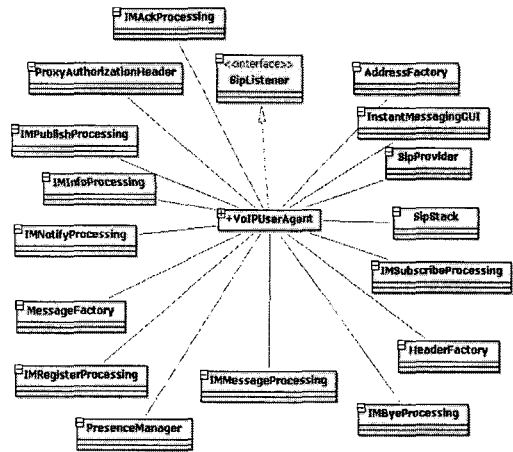 IMAckProcessing
<<interface>>
SipListener
ProxyAuthorizationHeader
AddressFactory
InstantMessagingGUI
IMPublishProcessing
SipProvider
IMInfoProcessing
+VoIPUserAgent
SipStack
IMNotifyProcessing
IMSubscribeProcessing
MessageFactory
HeaderFactory
IMRegisterProcessing
IMMessageProcessing
IMByeProcessing
PresenceManager